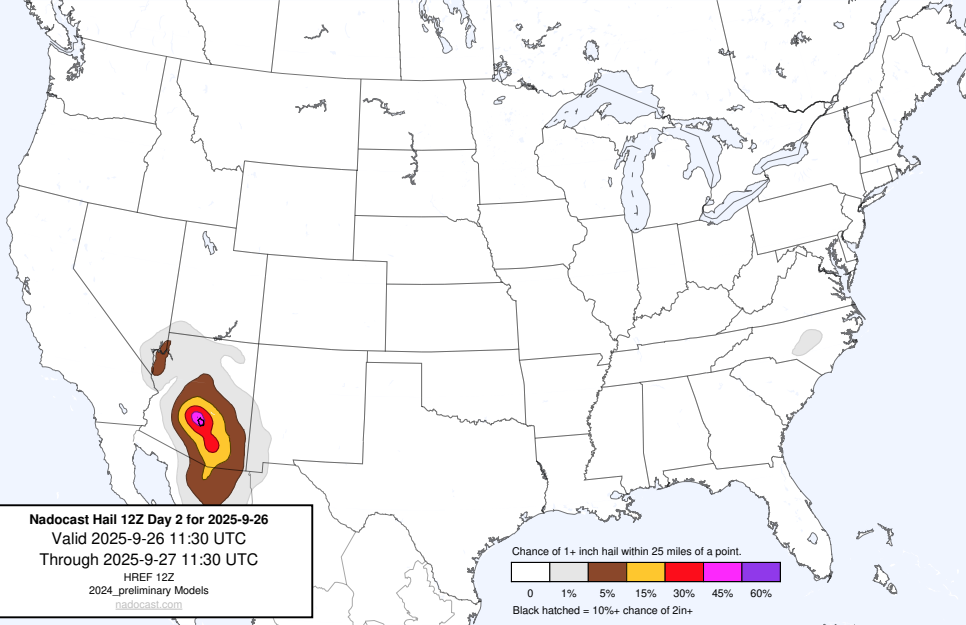 Nadocast Hail 12Z Day 2 for 2025-9-26
Valid 2025-9-26 11:30 UTC
Through 2025-9-27 11:30 UTC
HREF 12Z
2024_preliminary Models
nadocast.com
Chance of 1+ inch hail within 25 miles of a point.
0 1% 5% 15% 30% 45% 60%
Black hatched = 10%+ chance of 2in+